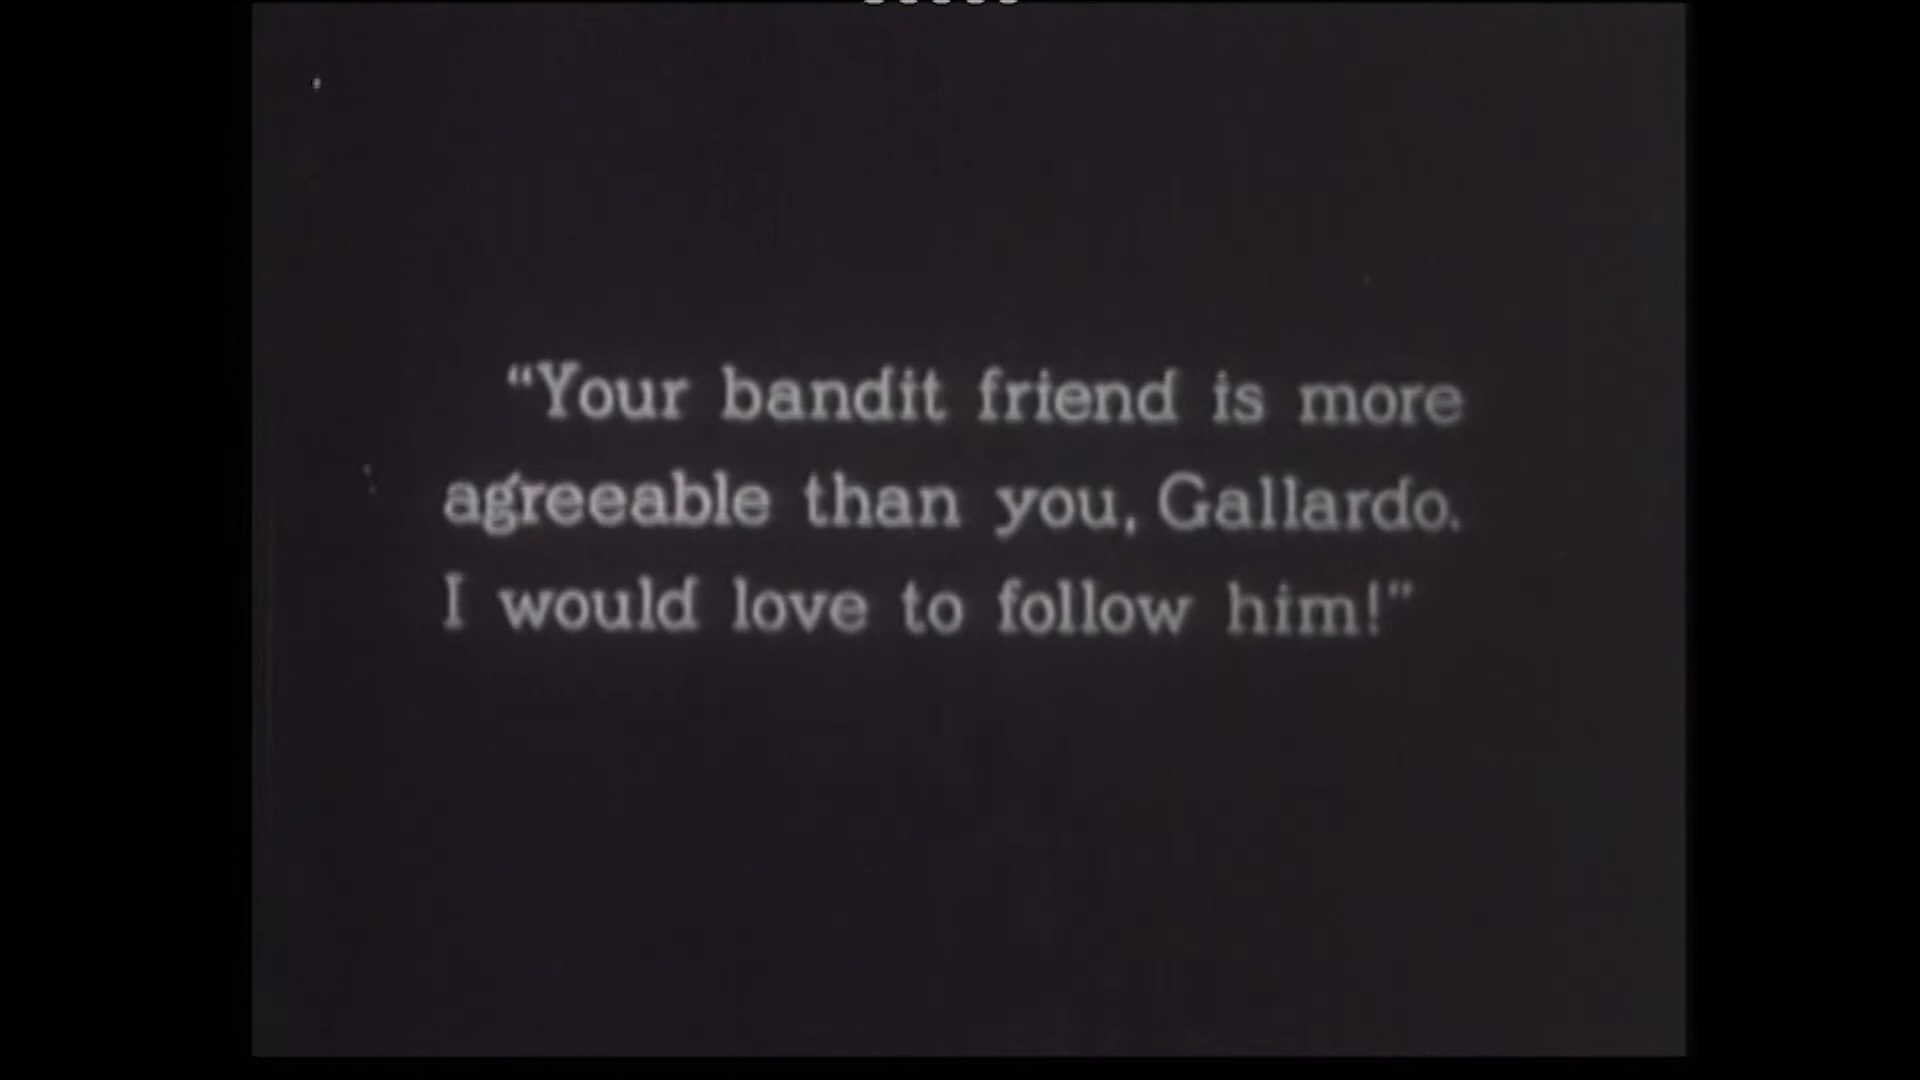 “Your bandit friend is more
agreeable than you, Gallardo.
I would love to follow him!”